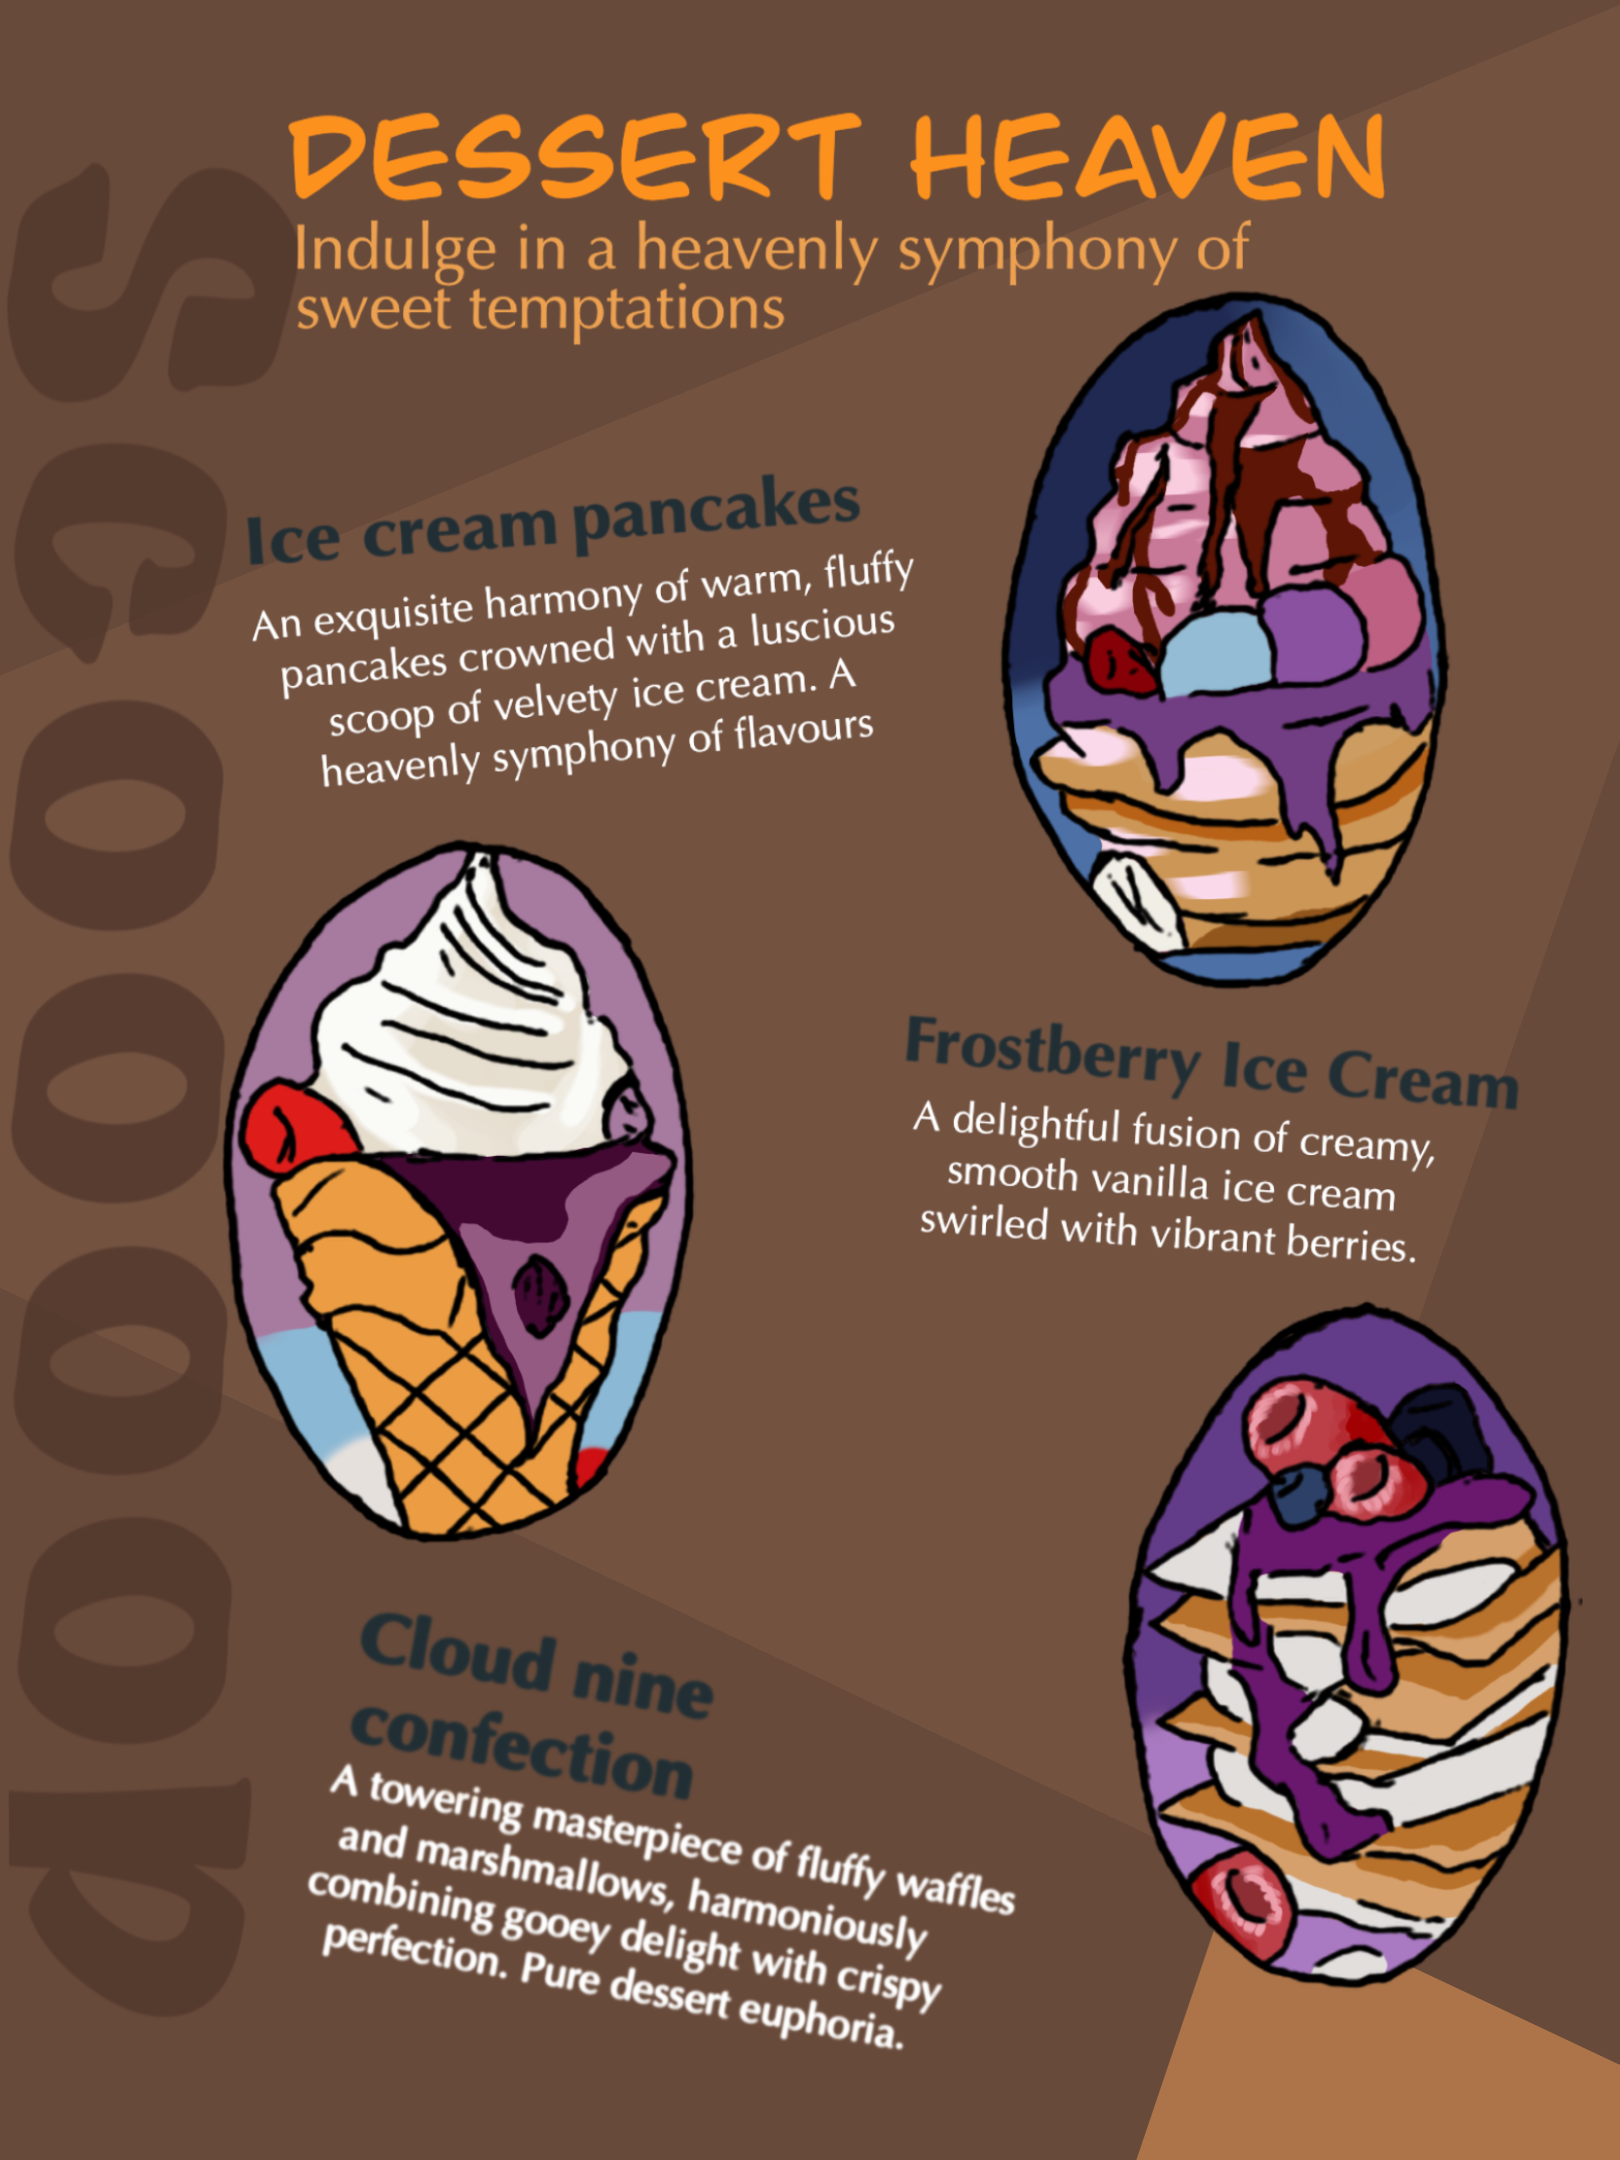 SCOOOOP
DESSERT HEAVEN
Indulge in a heavenly symphony of
sweet temptations
Ice cream pancakes
An exquisite harmony of warm, fluffy
pancakes crowned with a luscious
scoop of velvety ice cream. A
heavenly symphony of flavours
Frostberry Ice Cream
A delightful fusion of creamy,
smooth vanilla ice cream
swirled with vibrant berries.
Cloud nine
confection
A towering masterpiece of fluffy waffles
and marshmallows, harmoniously
combining gooey delight with crispy
perfection. Pure dessert euphoria.